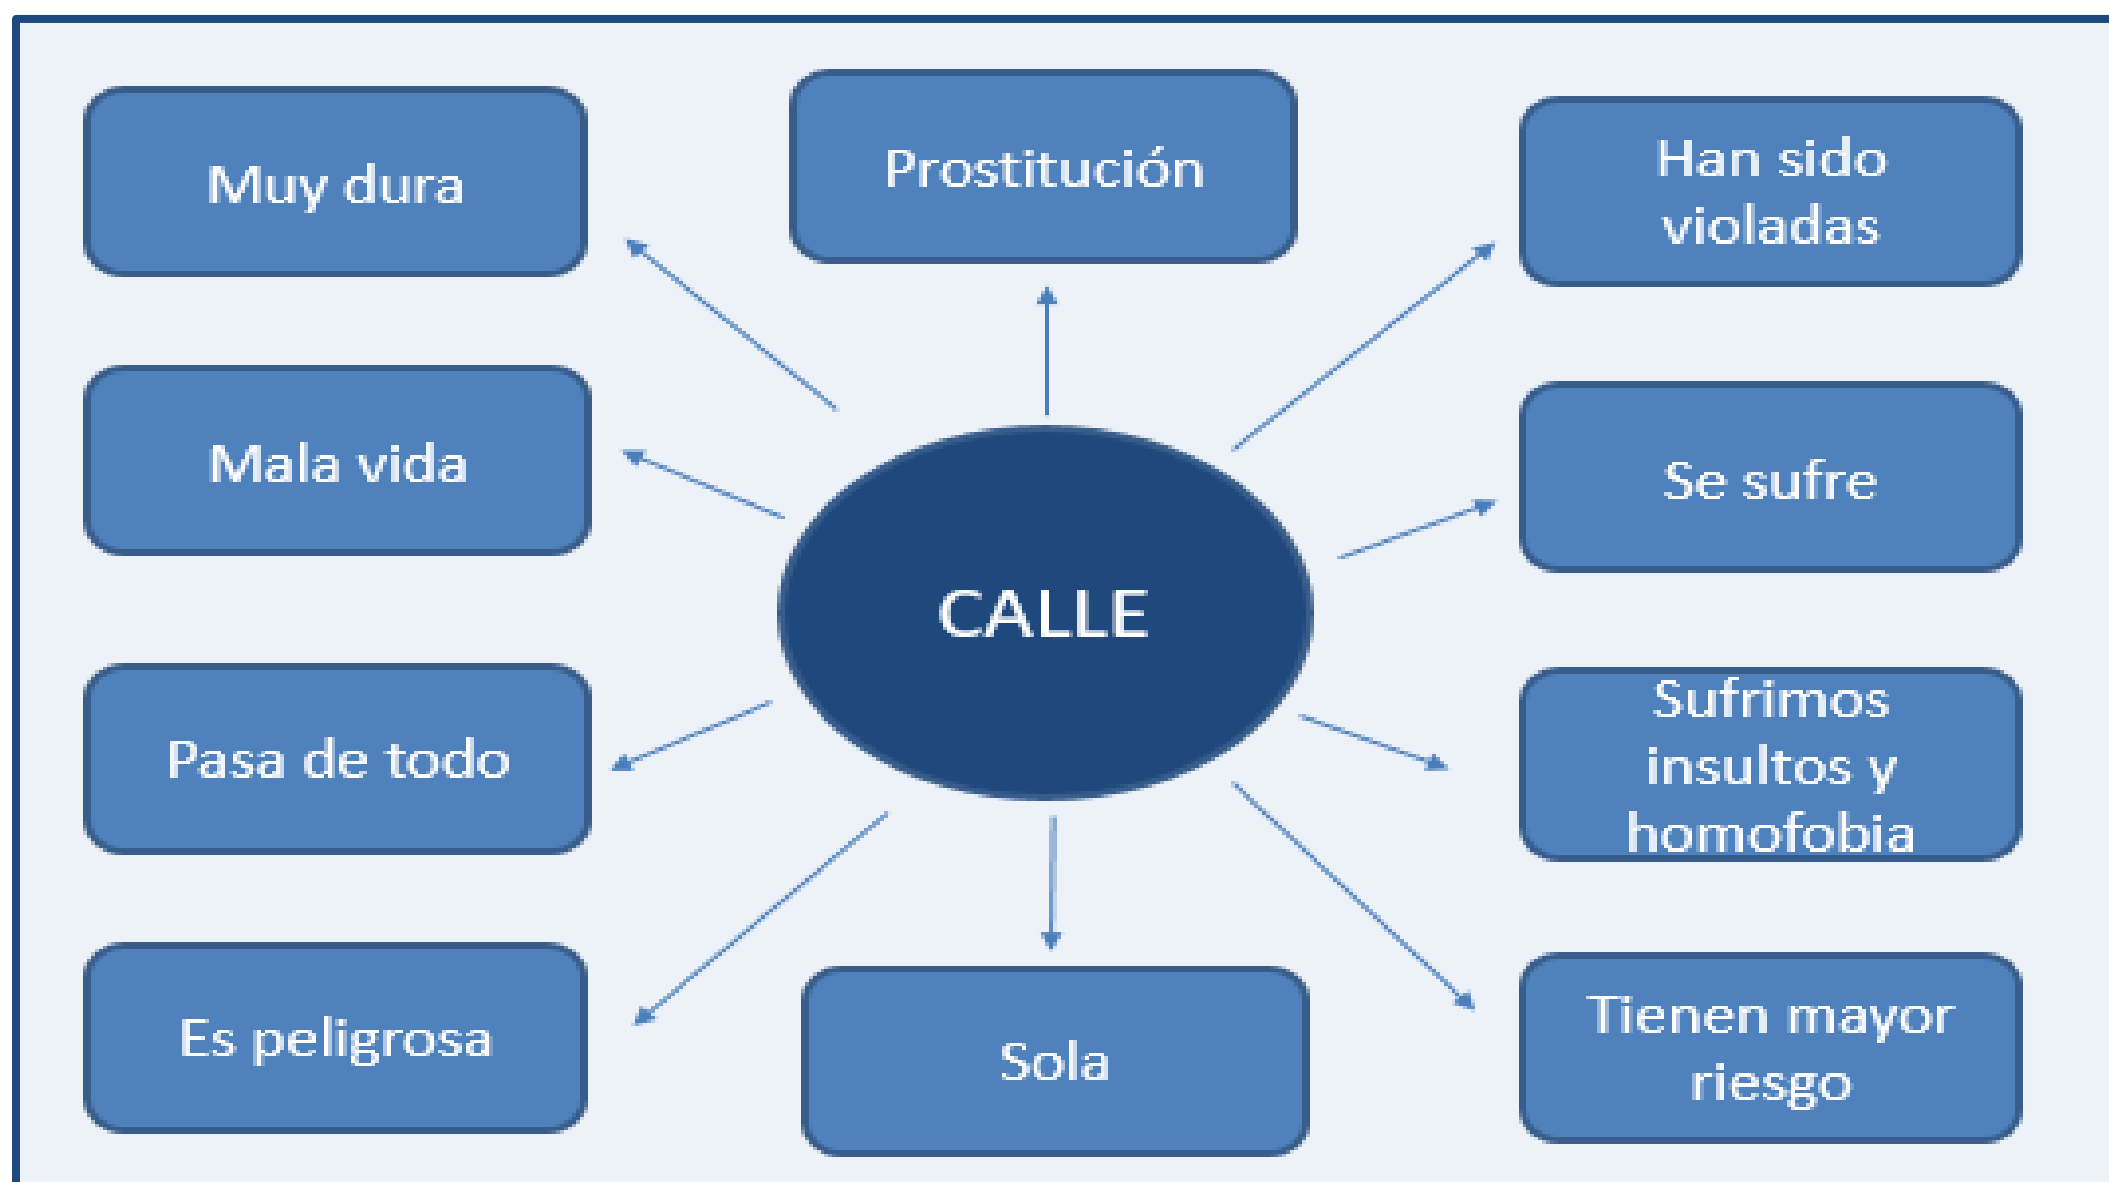 Muy dura
Prostitución
Han sido
violadas
Mala vida
Se sufre
CALLE
Pasa de todo
Sufrimos
insultos y
homofobia
Es peligrosa
Sola
Tienen mayor
riesgo